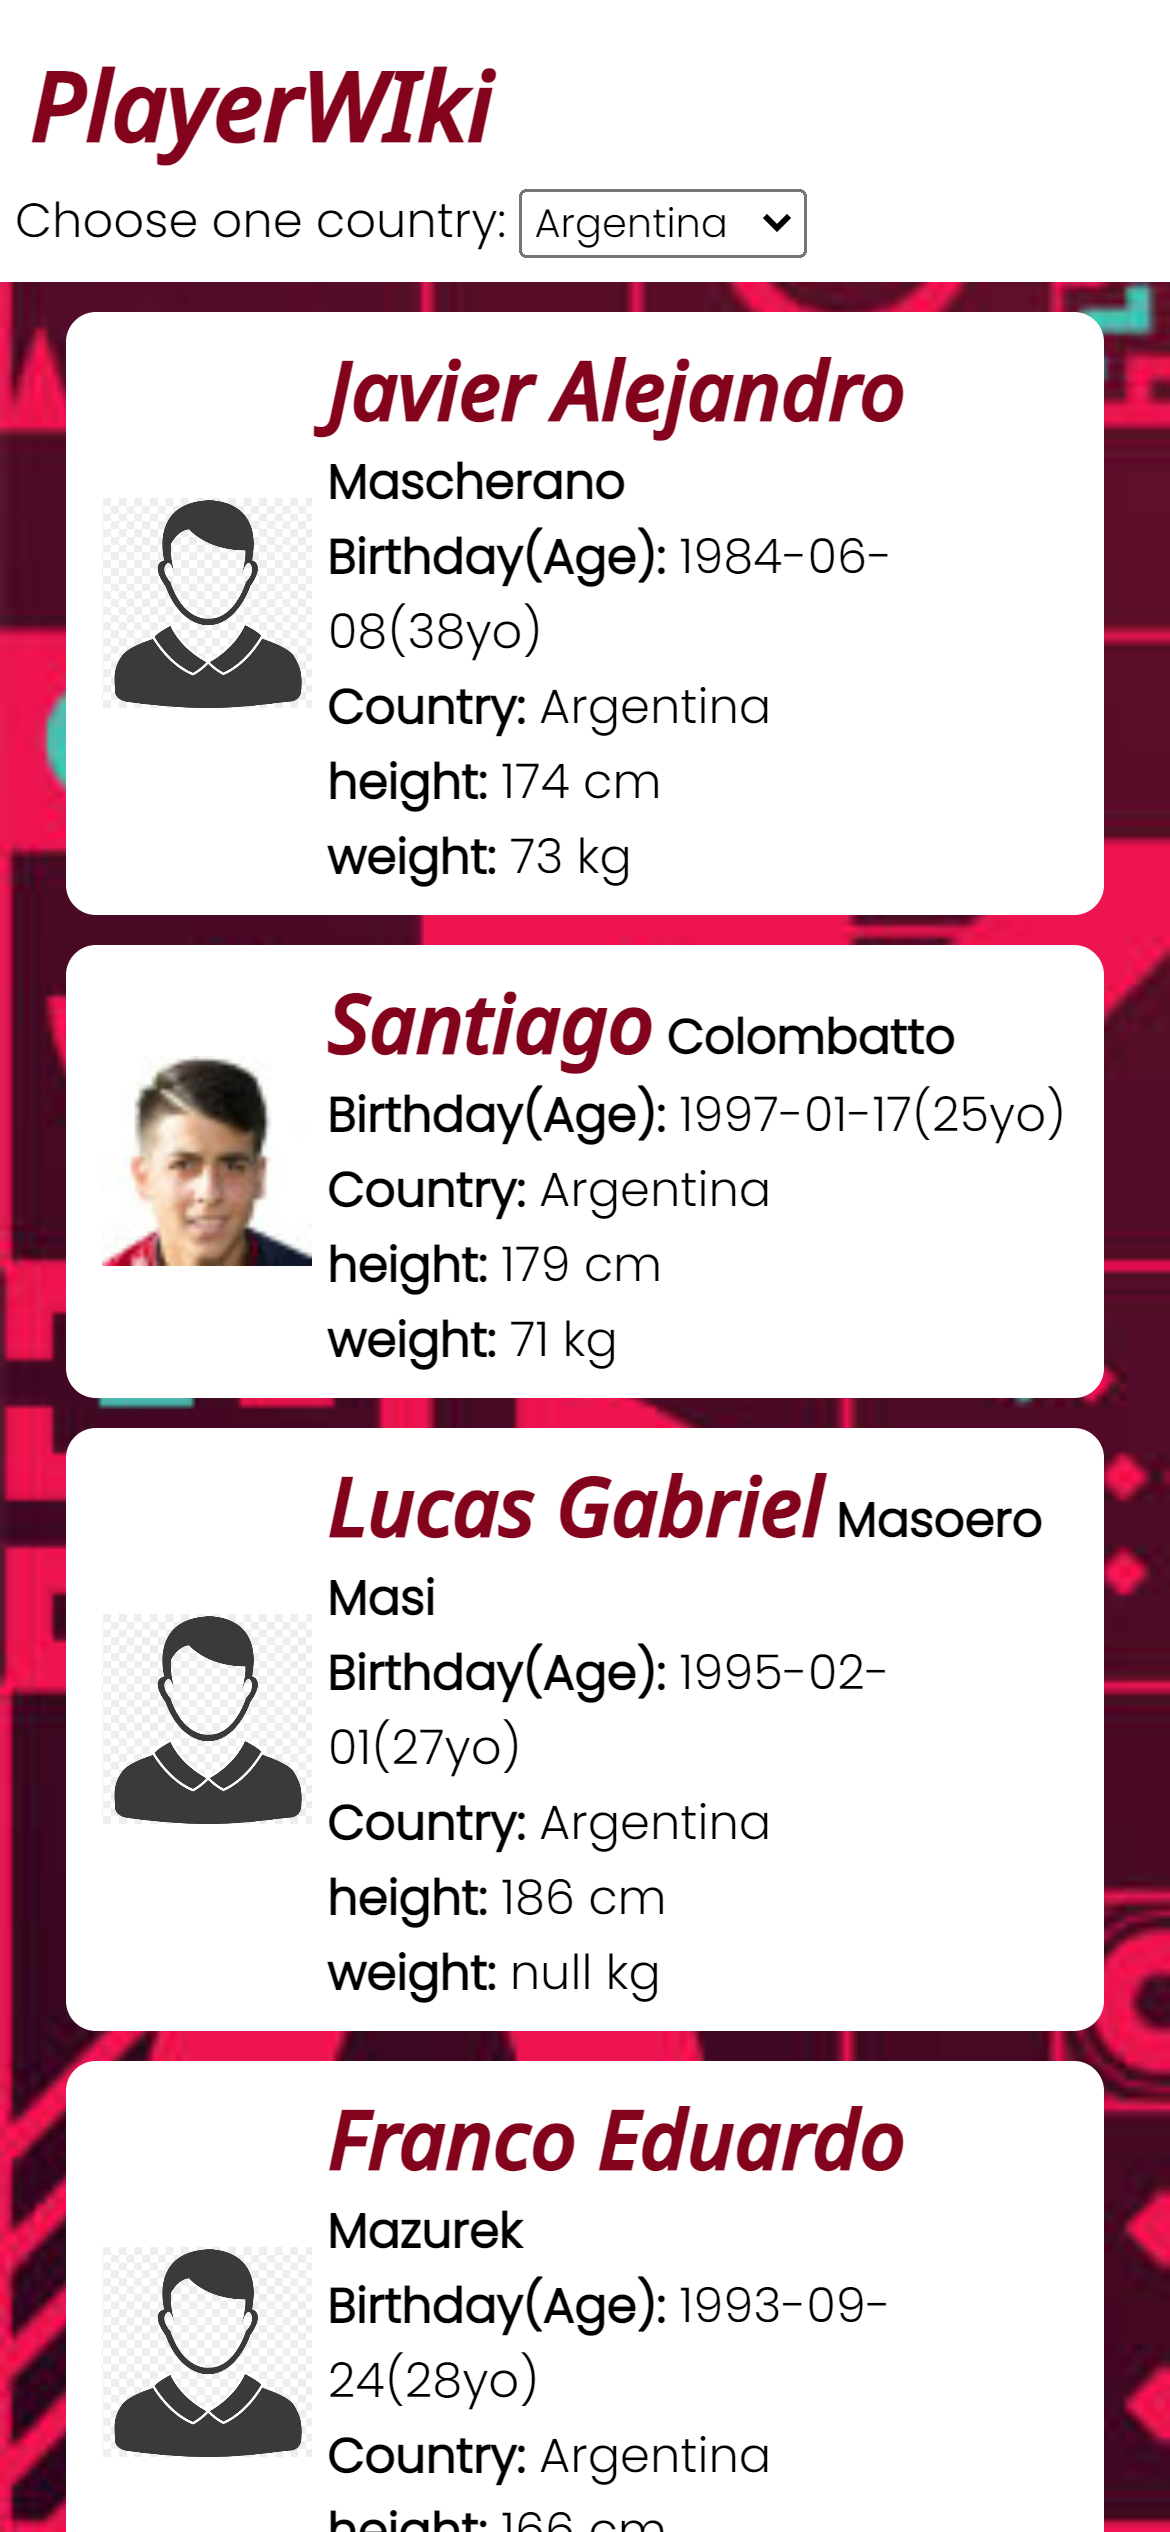 PlayerWIki
Choose one country: Argentina
Javier Alejandro
Mascherano
Birthday(Age): 1984-06-
08(38yo)
Country: Argentina
height: 174 cm
weight: 73 kg
Santiago Colombatto
Birthday(Age): 1997-01-17(25yo)
Country: Argentina
height: 179 cm
weight: 71 kg
Lucas Gabriel Masoero
Masi
Birthday(Age): 1995-02-
01(27yo)
Country: Argentina
height: 186 cm
weight: null kg
Franco Eduardo
Mazurek
Birthday(Age): 1993-09-
24(28yo)
Country: Argentina
height: 166 cm